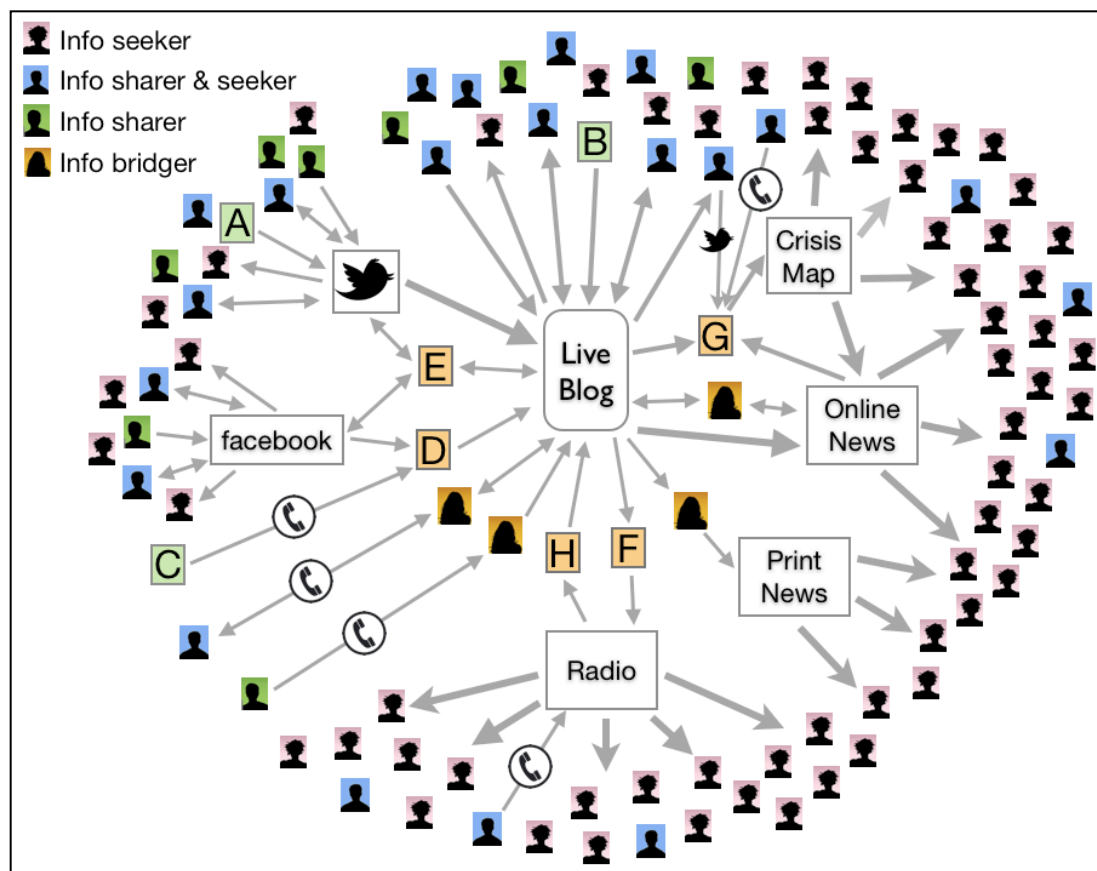 Info seeker
Info sharer & seeker
Info sharer
Info bridger
B
A
Crisis
Map
G
Live
Blog
E
Online
News
facebook
D
C
H
F
Print
News
Radio